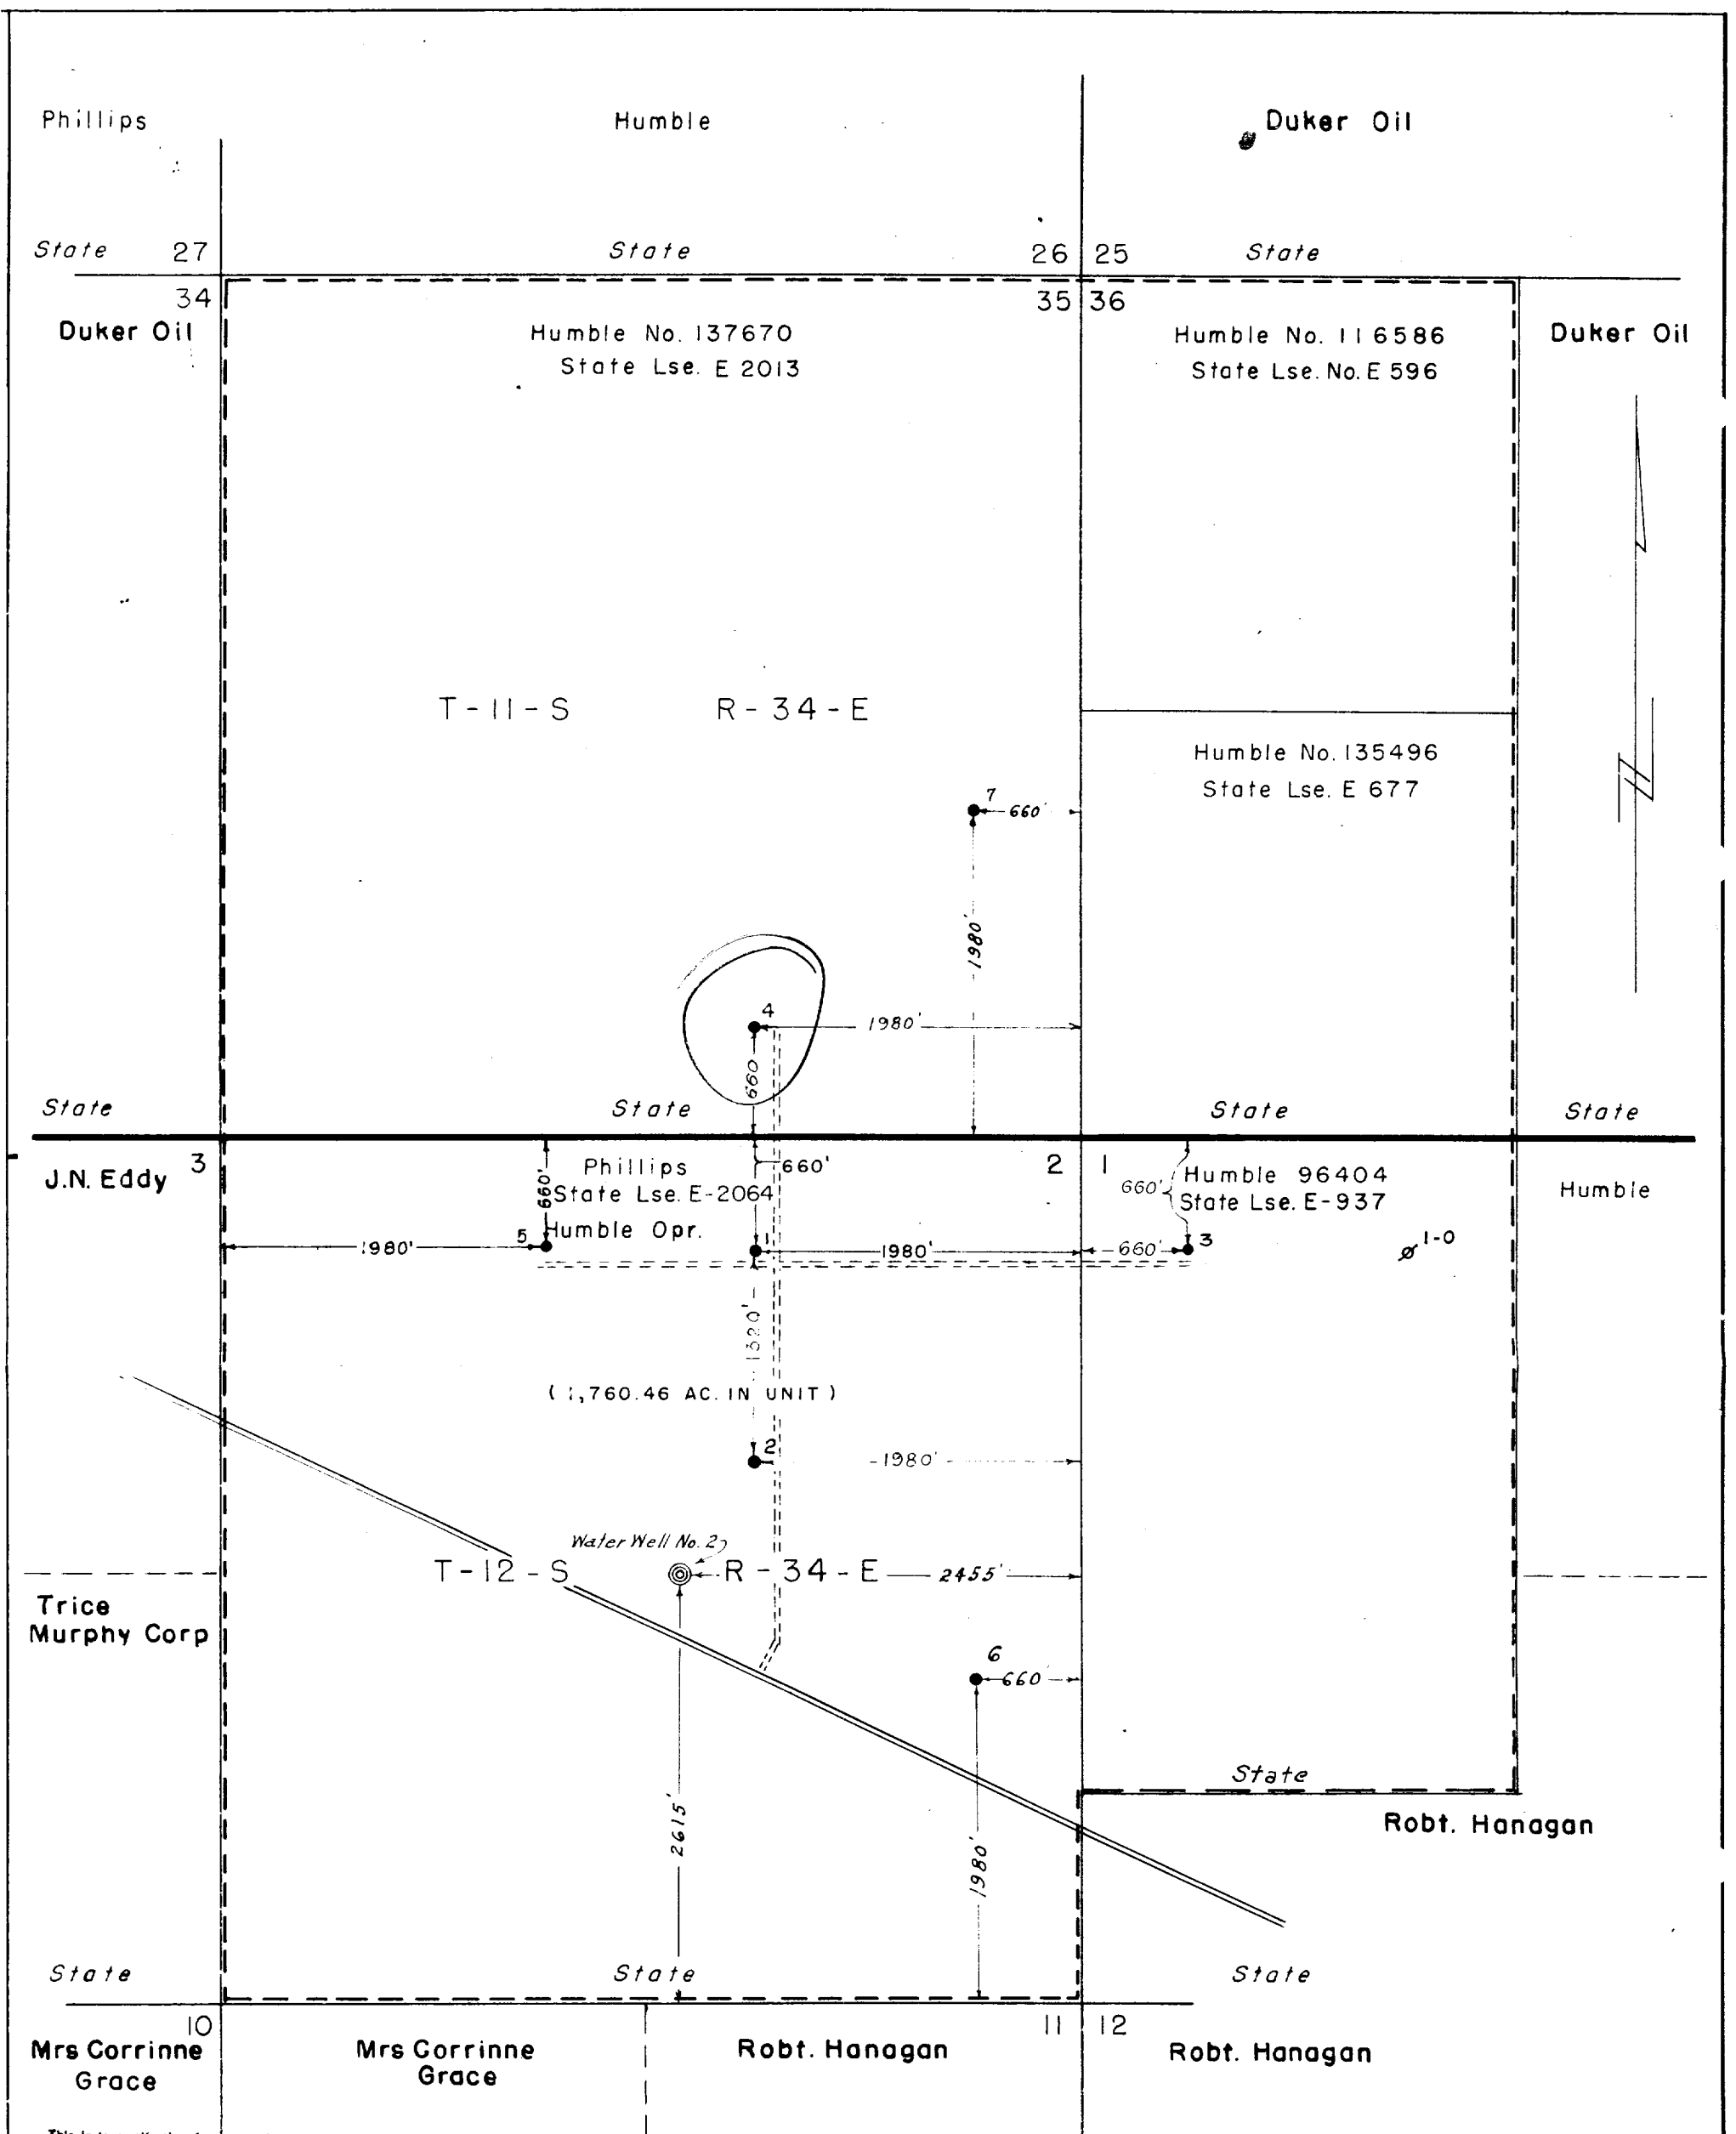 Phillips
Humble
Duker Oil
State
27
State
26
25
State
34
35
36
Duker Oil
Humble No. 137670
State Lse. E 2013
Humble No. 116586
State Lse. No. E 596
Duker Oil
T-11-S
R-34-E
Humble No. 135496
State Lse. E 677
7
660'
1980'
4
1980'
660
State
State
State
State
3
J.N. Eddy
Phillips
State Lse. E-2064
Humble Opr.
660'
660'
2
1
Humble 96404
State Lse. E-937
660'
Humble
1980'
5
1
1980'
660'
3
1-0
1320'
(1,760.46 AC. IN UNIT)
2
1980'
Water Well No. 2
T-12-S
R-34-E
2455'
Trice
Murphy Corp
6
660'
2615'
1980'
State
Robt. Hanagan
State
State
State
10
11
12
Mrs Corrinne
Grace
Mrs Corrinne
Grace
Robt. Hanagan
Robt. Hanagan